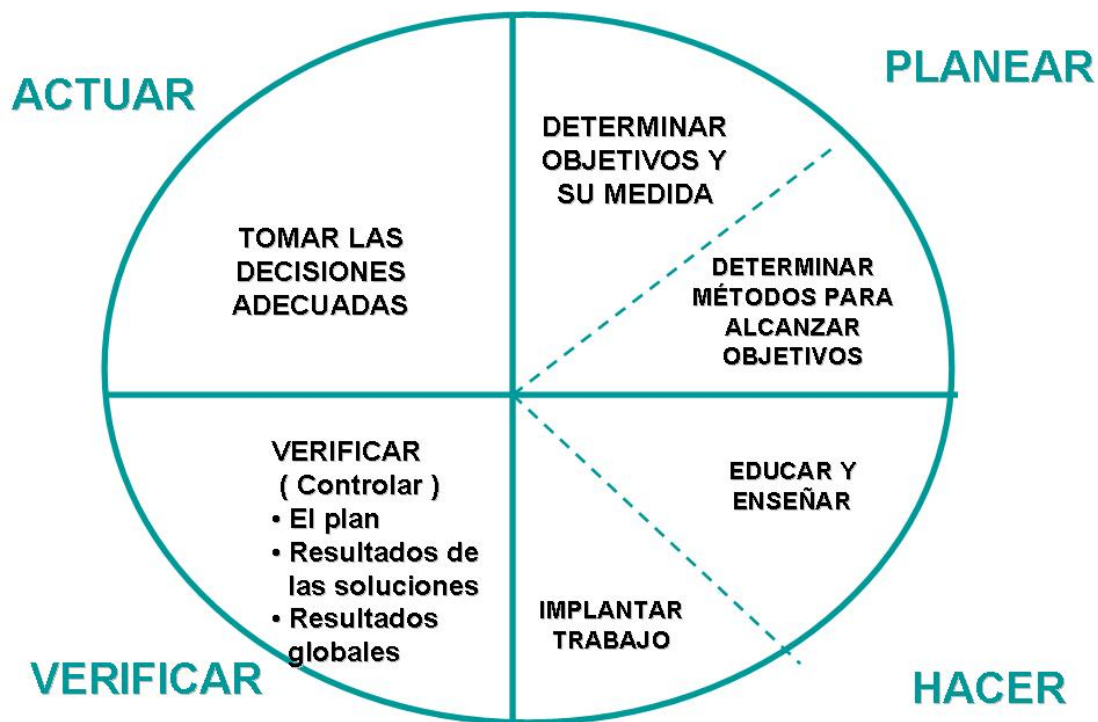 ACTUAR
PLANEAR
DETERMINAR
OBJETIVOS Y
SU MEDIDA
TOMAR LAS
DECISIONES
ADECUADAS
DETERMINAR
MÉTODOS PARA
ALCANZAR
OBJETIVOS
VERIFICAR
( Controlar )
• El plan
• Resultados de
las soluciones
• Resultados
globales
EDUCAR Y
ENSEÑAR
IMPLANTAR
TRABAJO
VERIFICAR
HACER